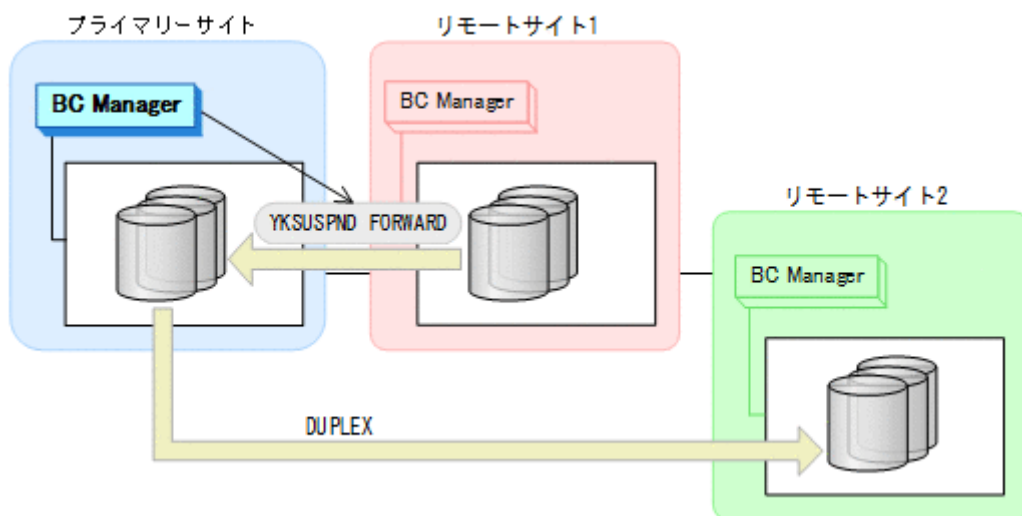 プライマリーサイト
リモートサイト1
BC Manager
BC Manager
リモートサイト2
YKSUSPND FORWARD
BC Manager
DUPLEX